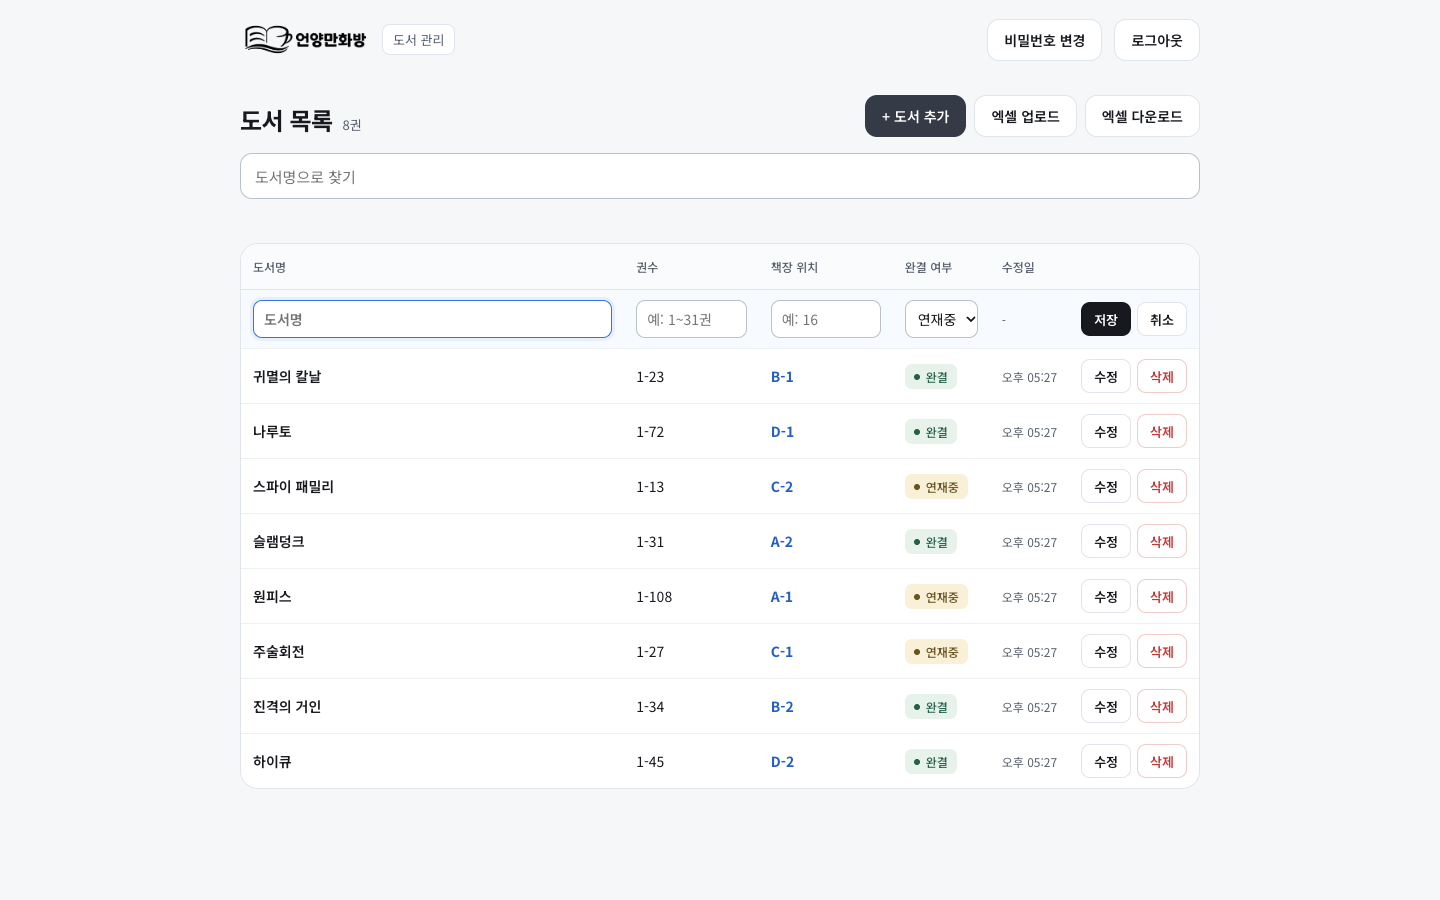 언양만화방 도서 관리 비밀번호 변경 로그아웃
도서 목록 8권 + 도서 추가 엑셀 업로드 엑셀 다운로드
도서명으로 찾기
도서명 권수 책장 위치 완결 여부 수정일
도서명 예: 1~31권 예: 16 연재중 - 저장 취소
귀멸의 칼날 1-23 B-1 완결 오후 05:27 수정 삭제
나루토 1-72 D-1 완결 오후 05:27 수정 삭제
스파이 패밀리 1-13 C-2 연재중 오후 05:27 수정 삭제
슬램덩크 1-31 A-2 완결 오후 05:27 수정 삭제
원피스 1-108 A-1 연재중 오후 05:27 수정 삭제
주술회전 1-27 C-1 연재중 오후 05:27 수정 삭제
진격의 거인 1-34 B-2 완결 오후 05:27 수정 삭제
하이큐 1-45 D-2 완결 오후 05:27 수정 삭제